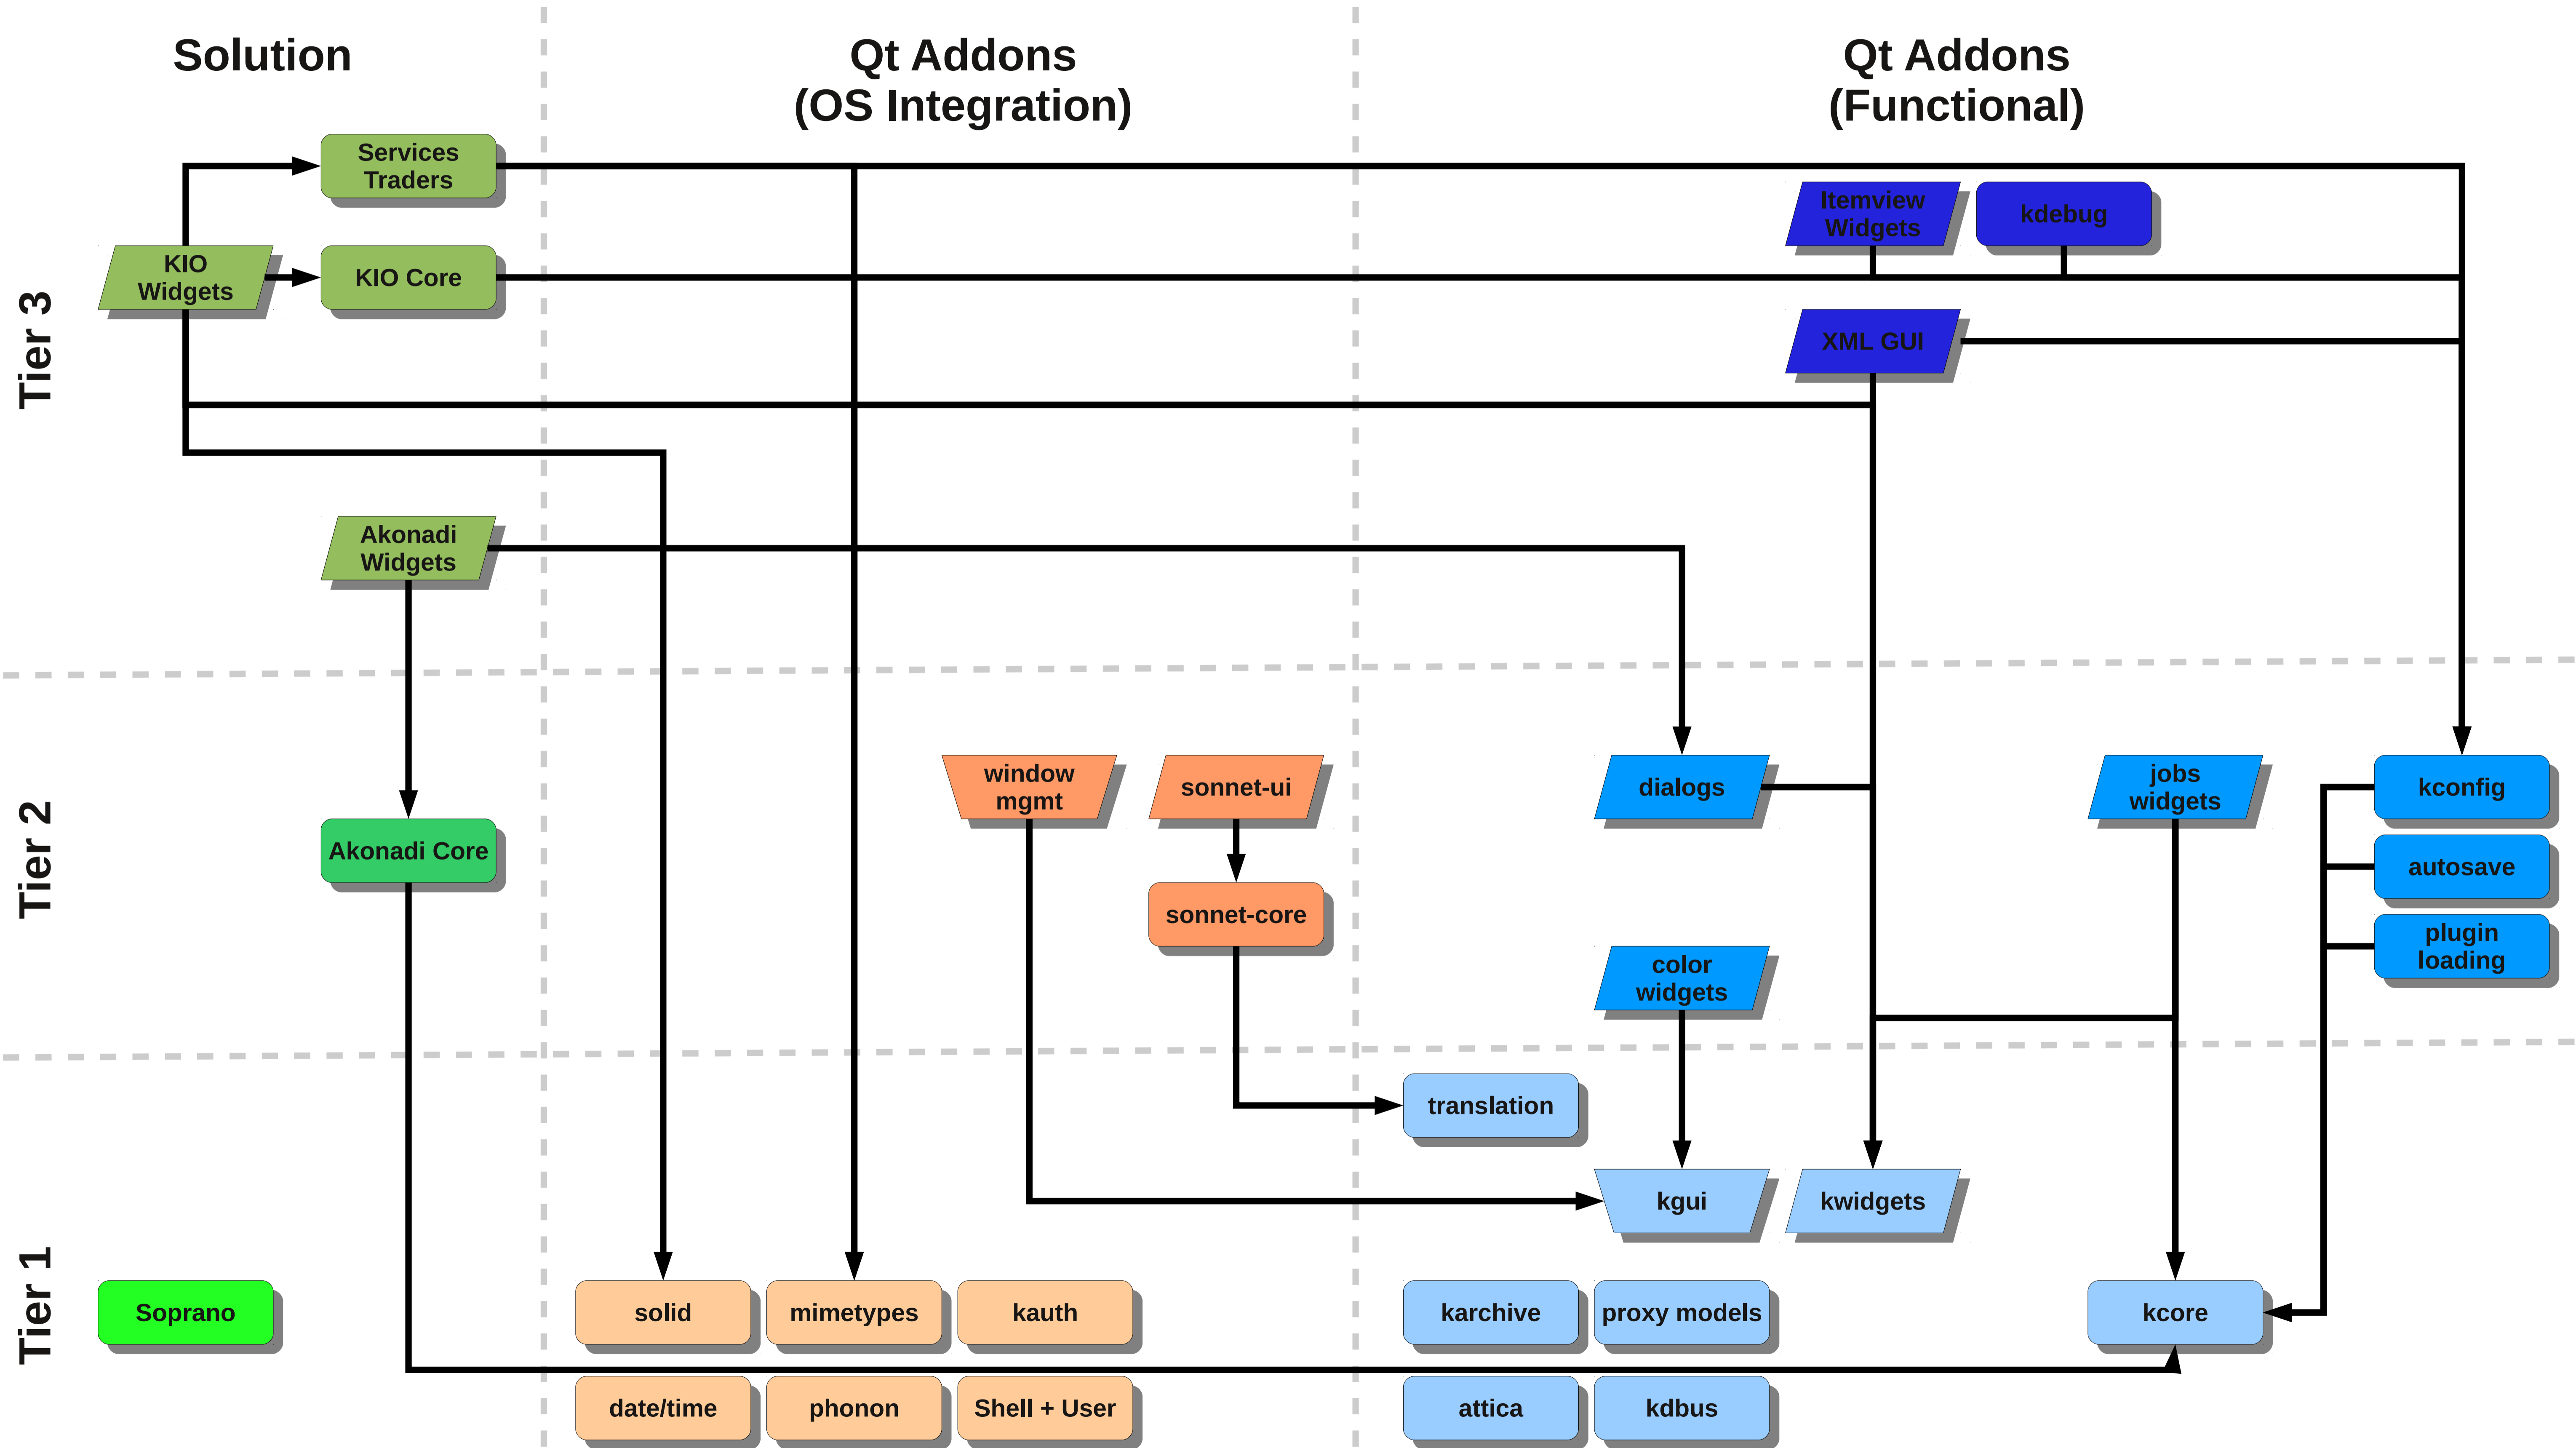 Solution
Qt Addons
(OS Integration)
Qt Addons
(Functional)
Tier 3
Services
Traders
Itemview
Widgets
kdebug
KIO
Widgets
KIO Core
XML GUI
Akonadi
Widgets
Tier 2
window
mgmt
sonnet-ui
dialogs
jobs
widgets
kconfig
Akonadi Core
autosave
sonnet-core
plugin
loading
color
widgets
Tier 1
translation
kgui
kwidgets
Soprano
solid
mimetypes
kauth
karchive
proxy models
kcore
date/time
phonon
Shell + User
attica
kdbus